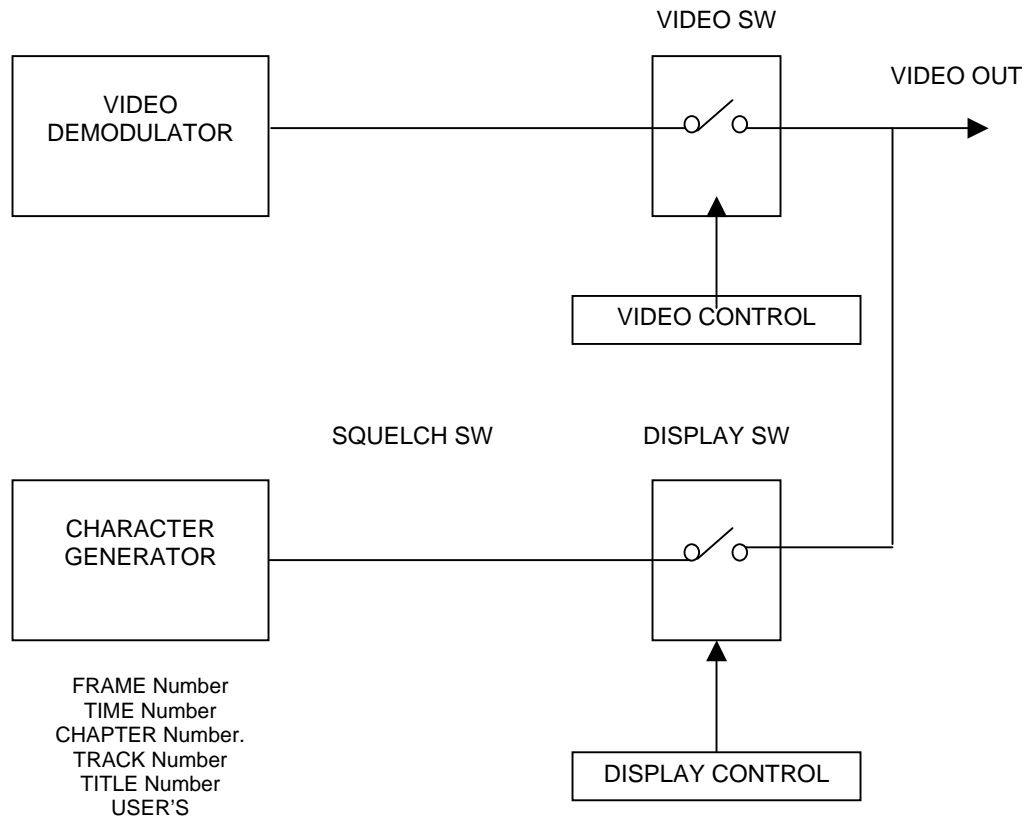 VIDEO SW
VIDEO OUT
VIDEO
DEMODULATOR
VIDEO CONTROL
SQUELCH SW
DISPLAY SW
CHARACTER
GENERATOR
FRAME Number
TIME Number
CHAPTER Number.
TRACK Number
TITLE Number
USER'S
DISPLAY CONTROL